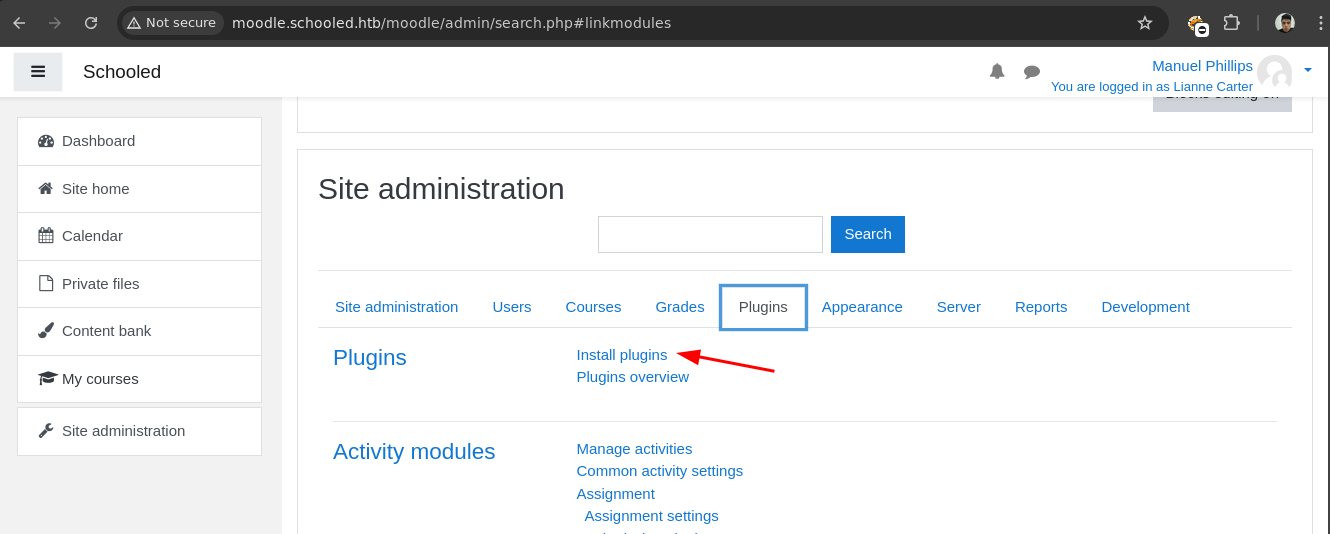 Not secure moodle.schooled.htb/moodle/admin/search.php#linkmodules
Schooled
Manuel Phillips
You are logged in as Lianne Carter
Dashboard
Site home
Calendar
Private files
Content bank
My courses
Site administration
Site administration
Search
Site administration Users Courses Grades Plugins Appearance Server Reports Development
Plugins
Install plugins
Plugins overview
Activity modules
Manage activities
Common activity settings
Assignment
Assignment settings